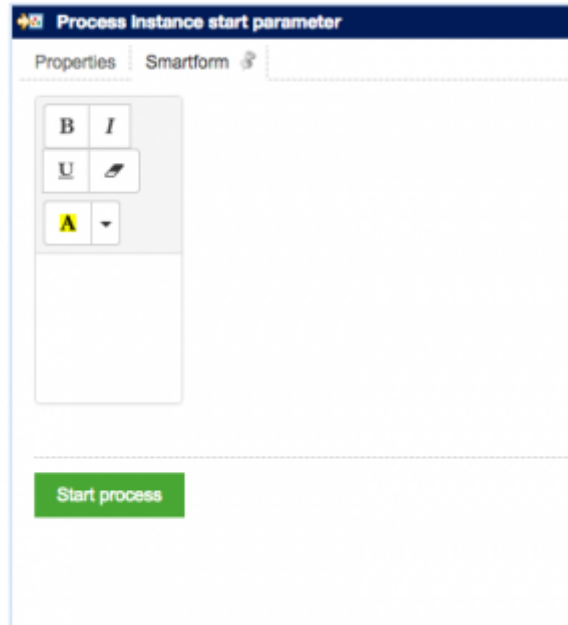 Process Instance start parameter
Properties Smartform
B I
U
A
Start process